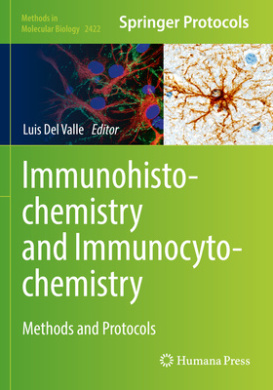 Methods in
Molecular Biology 2422
Springer Protocols
Luis Del Valle Editor
Immunohisto-
chemistry
and Immunocyto-
chemistry
Methods and Protocols
Humana Press